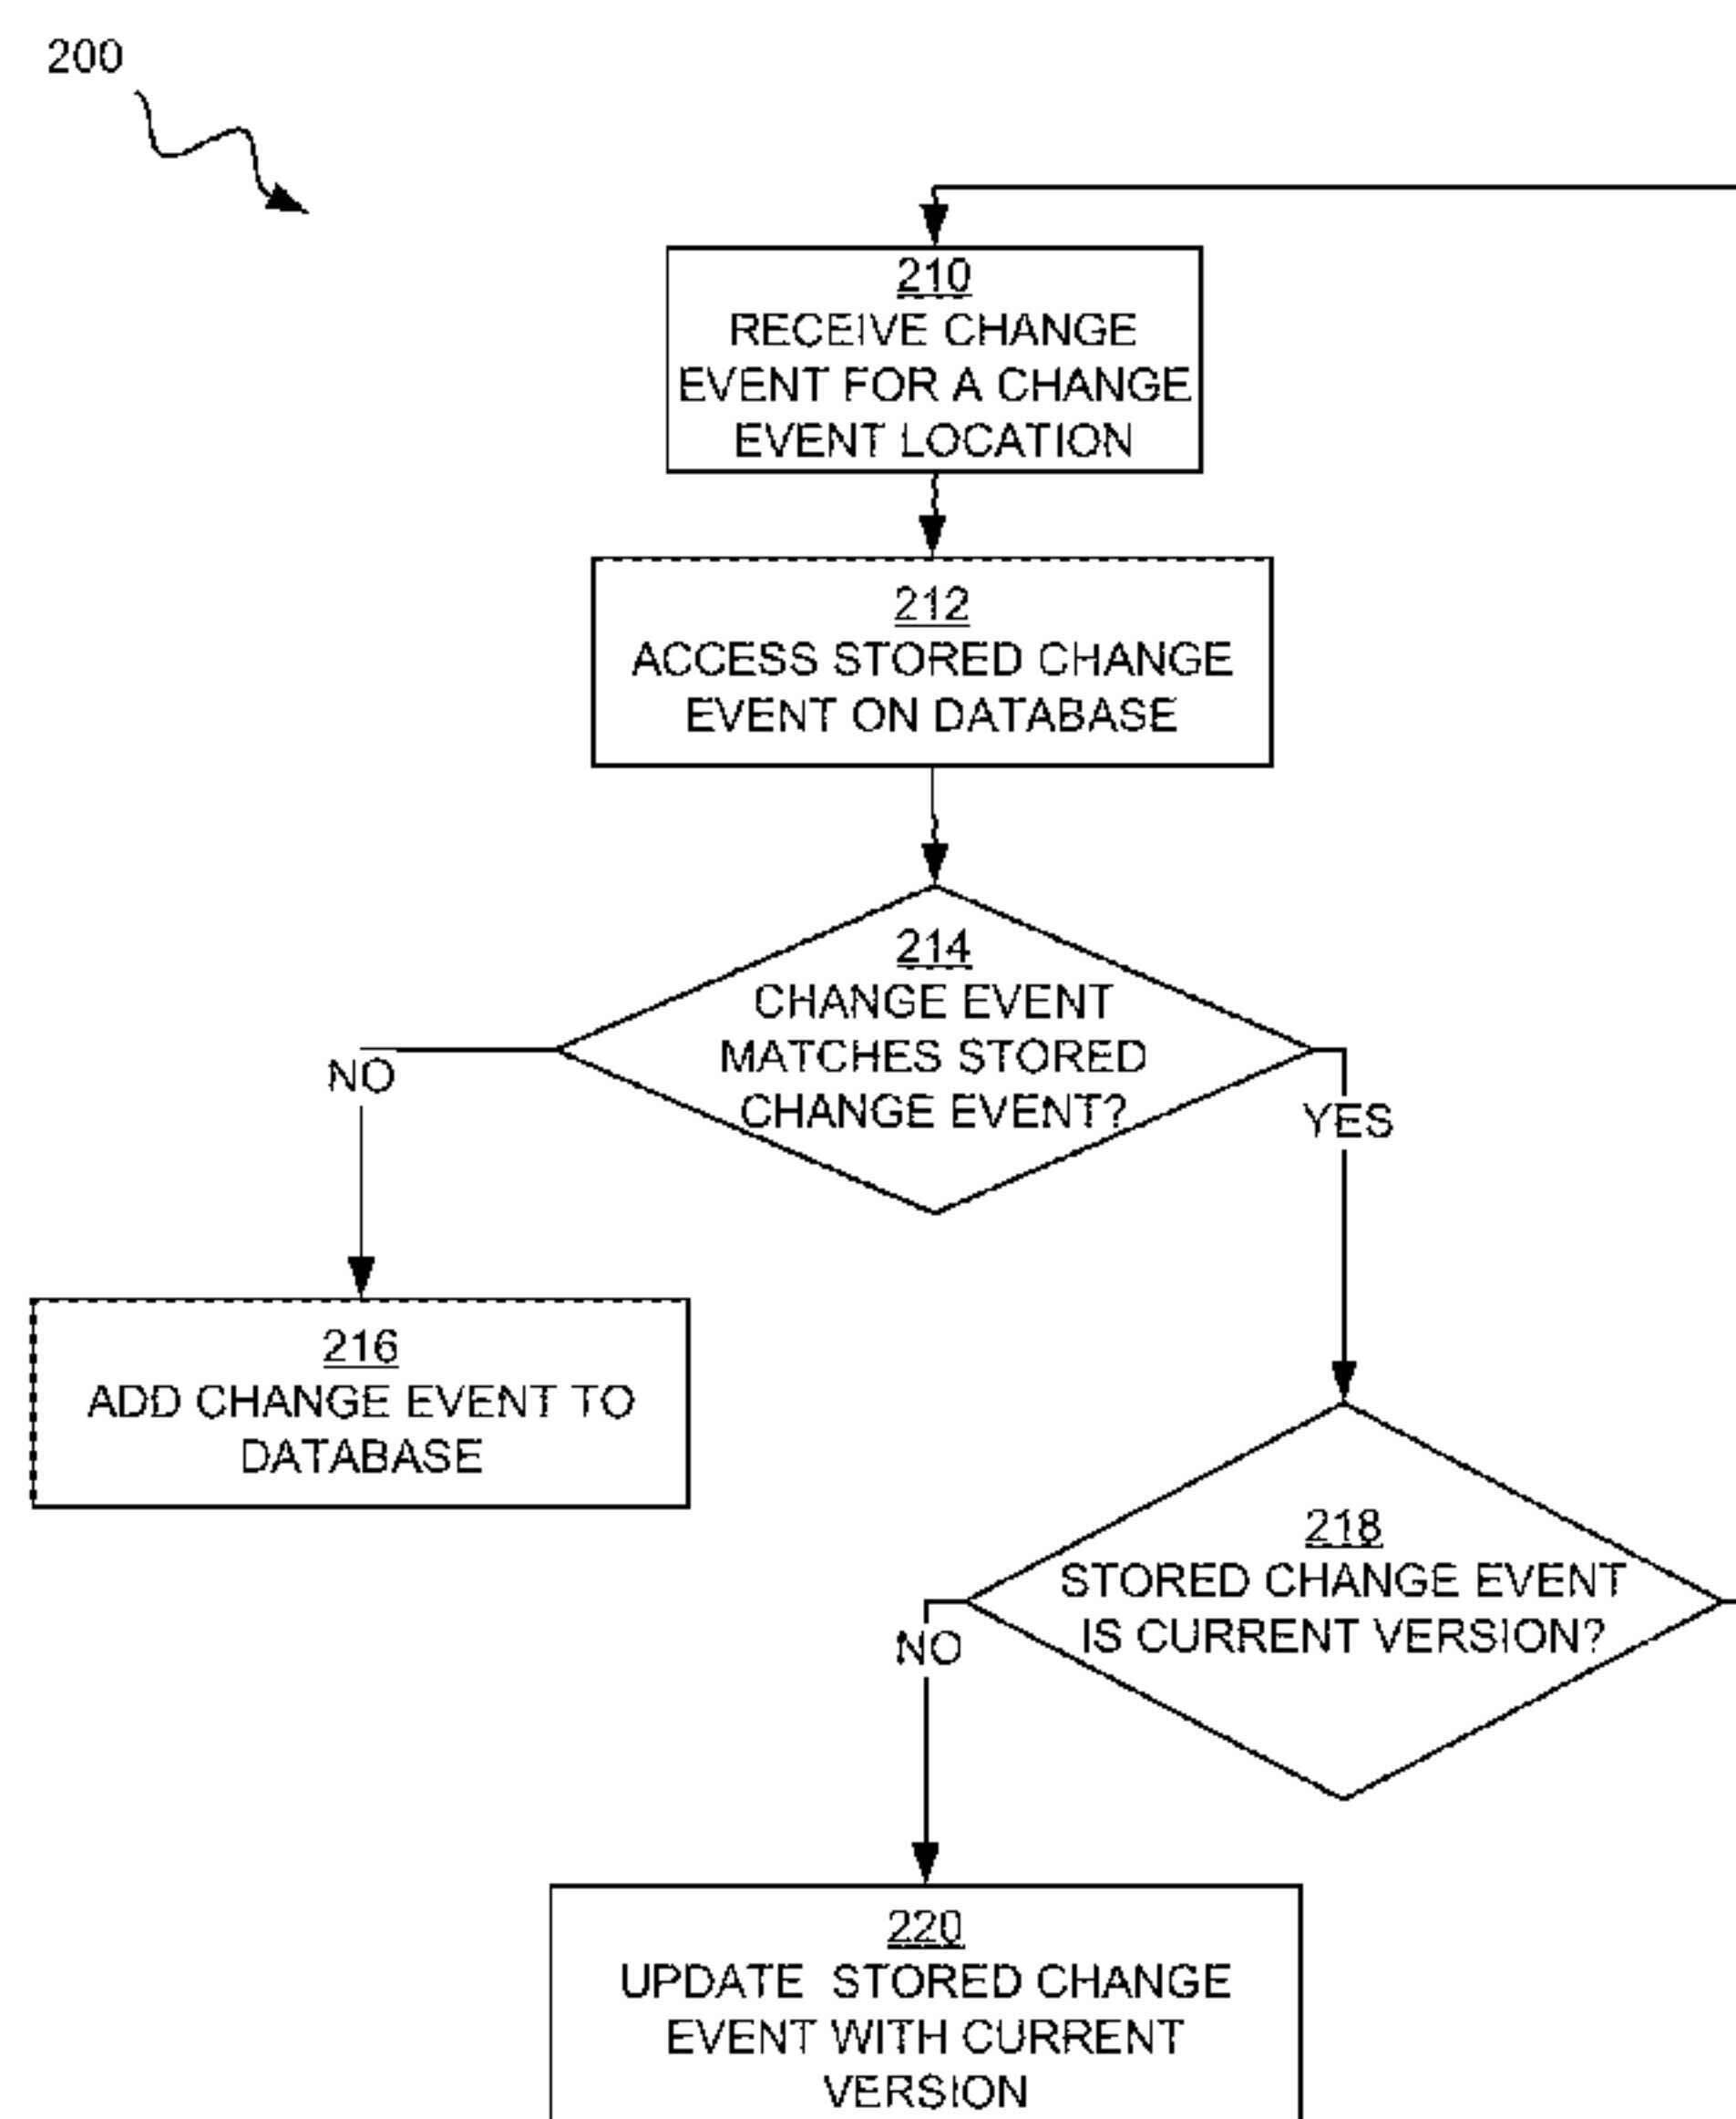 200
210
RECEIVE CHANGE
EVENT FOR A CHANGE
EVENT LOCATION
212
ACCESS STORED CHANGE
EVENT ON DATABASE
214
CHANGE EVENT
MATCHES STORED
CHANGE EVENT?
NO
YES
216
ADD CHANGE EVENT TO
DATABASE
218
STORED CHANGE EVENT
IS CURRENT VERSION?
NO
220
UPDATE STORED CHANGE
EVENT WITH CURRENT
VERSION